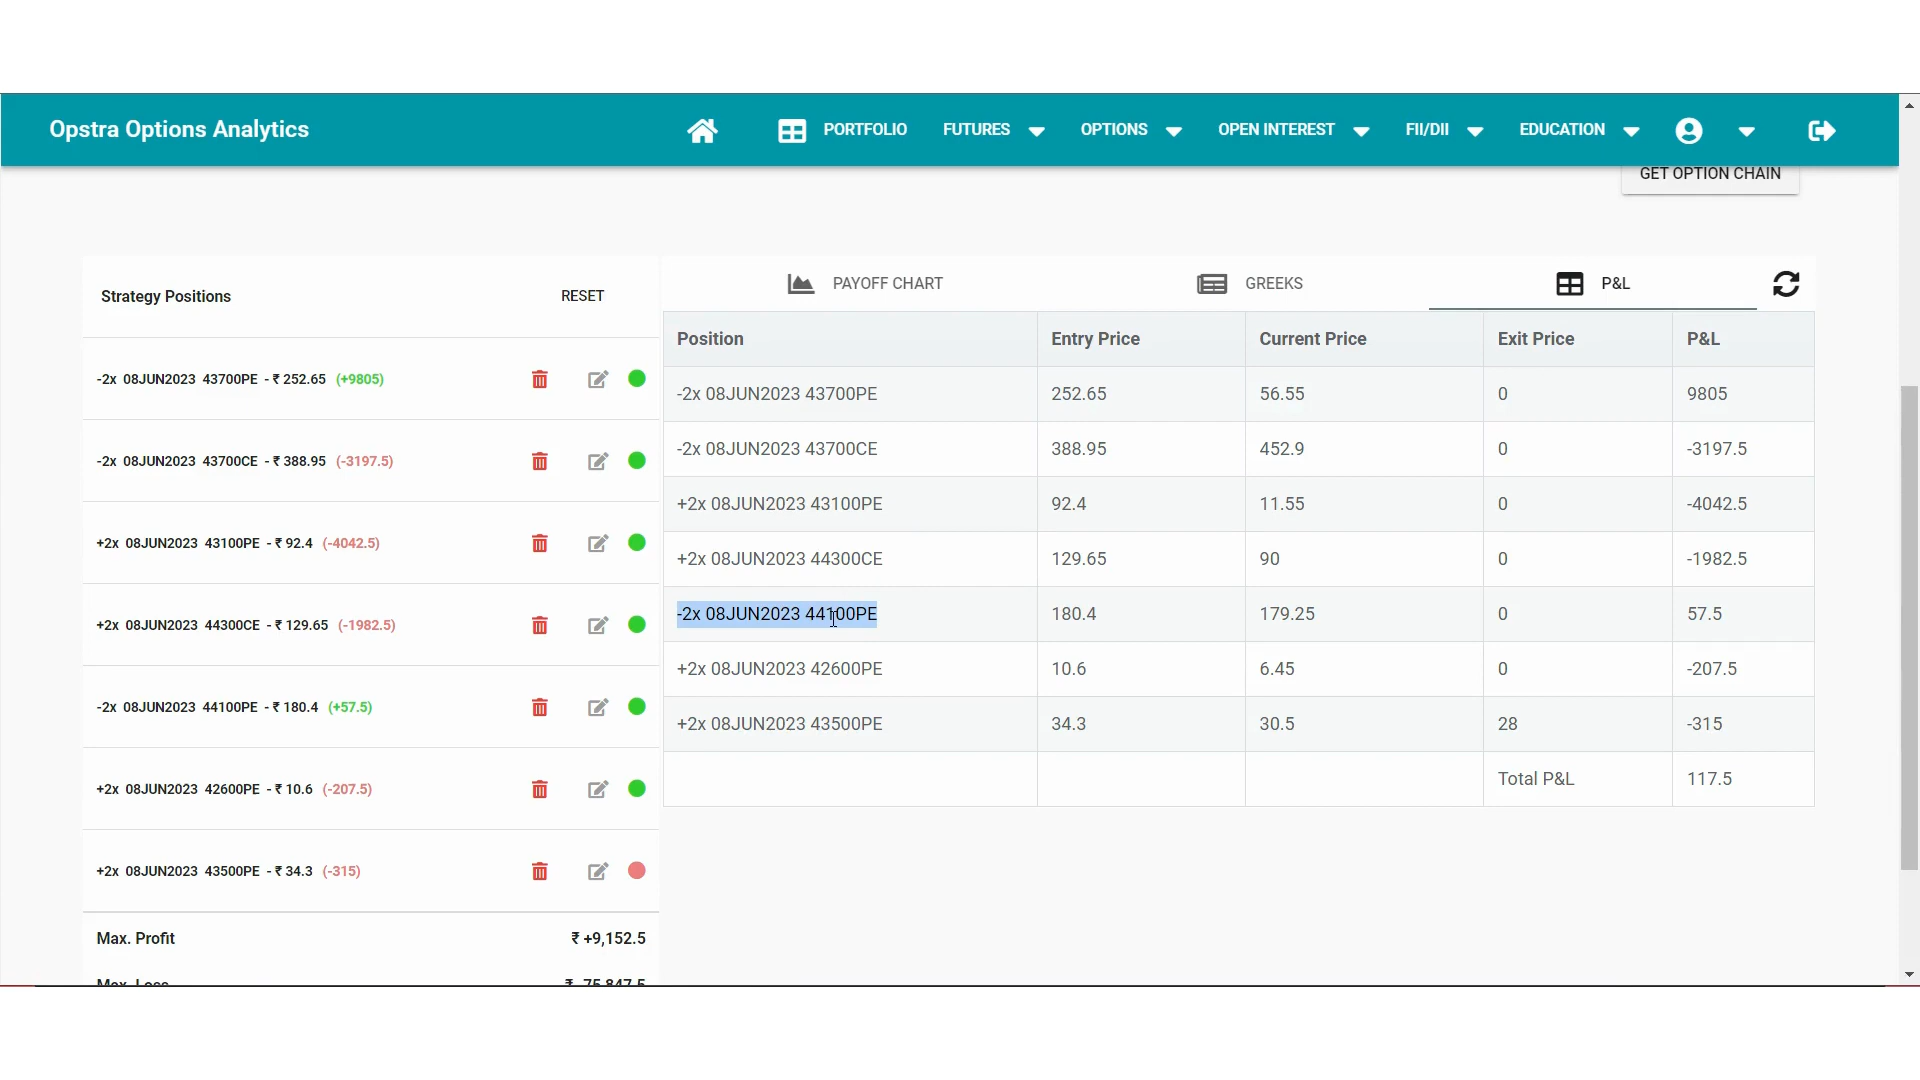 Opstra Options Analytics
PORTFOLIO FUTURES OPTIONS OPEN INTEREST FII/DII EDUCATION
GET OPTION CHAIN
Strategy Positions RESET
-2x 08JUN2023 43700PE - ₹ 252.65 (+9805)
-2x 08JUN2023 43700CE - ₹ 388.95 (-3197.5)
+2x 08JUN2023 43100PE - ₹ 92.4 (-4042.5)
+2x 08JUN2023 44300CE - ₹ 129.65 (-1982.5)
-2x 08JUN2023 44100PE - ₹ 180.4 (+57.5)
+2x 08JUN2023 42600PE - ₹ 10.6 (-207.5)
+2x 08JUN2023 43500PE - ₹ 34.3 (-315)
Max. Profit ₹ +9,152.5
Max. Loss ₹ -75,847.5
PAYOFF CHART GREEKS P&L
Position Entry Price Current Price Exit Price P&L
-2x 08JUN2023 43700PE 252.65 56.55 0 9805
-2x 08JUN2023 43700CE 388.95 452.9 0 -3197.5
+2x 08JUN2023 43100PE 92.4 11.55 0 -4042.5
+2x 08JUN2023 44300CE 129.65 90 0 -1982.5
-2x 08JUN2023 44100PE 180.4 179.25 0 57.5
+2x 08JUN2023 42600PE 10.6 6.45 0 -207.5
+2x 08JUN2023 43500PE 34.3 30.5 28 -315
Total P&L 117.5